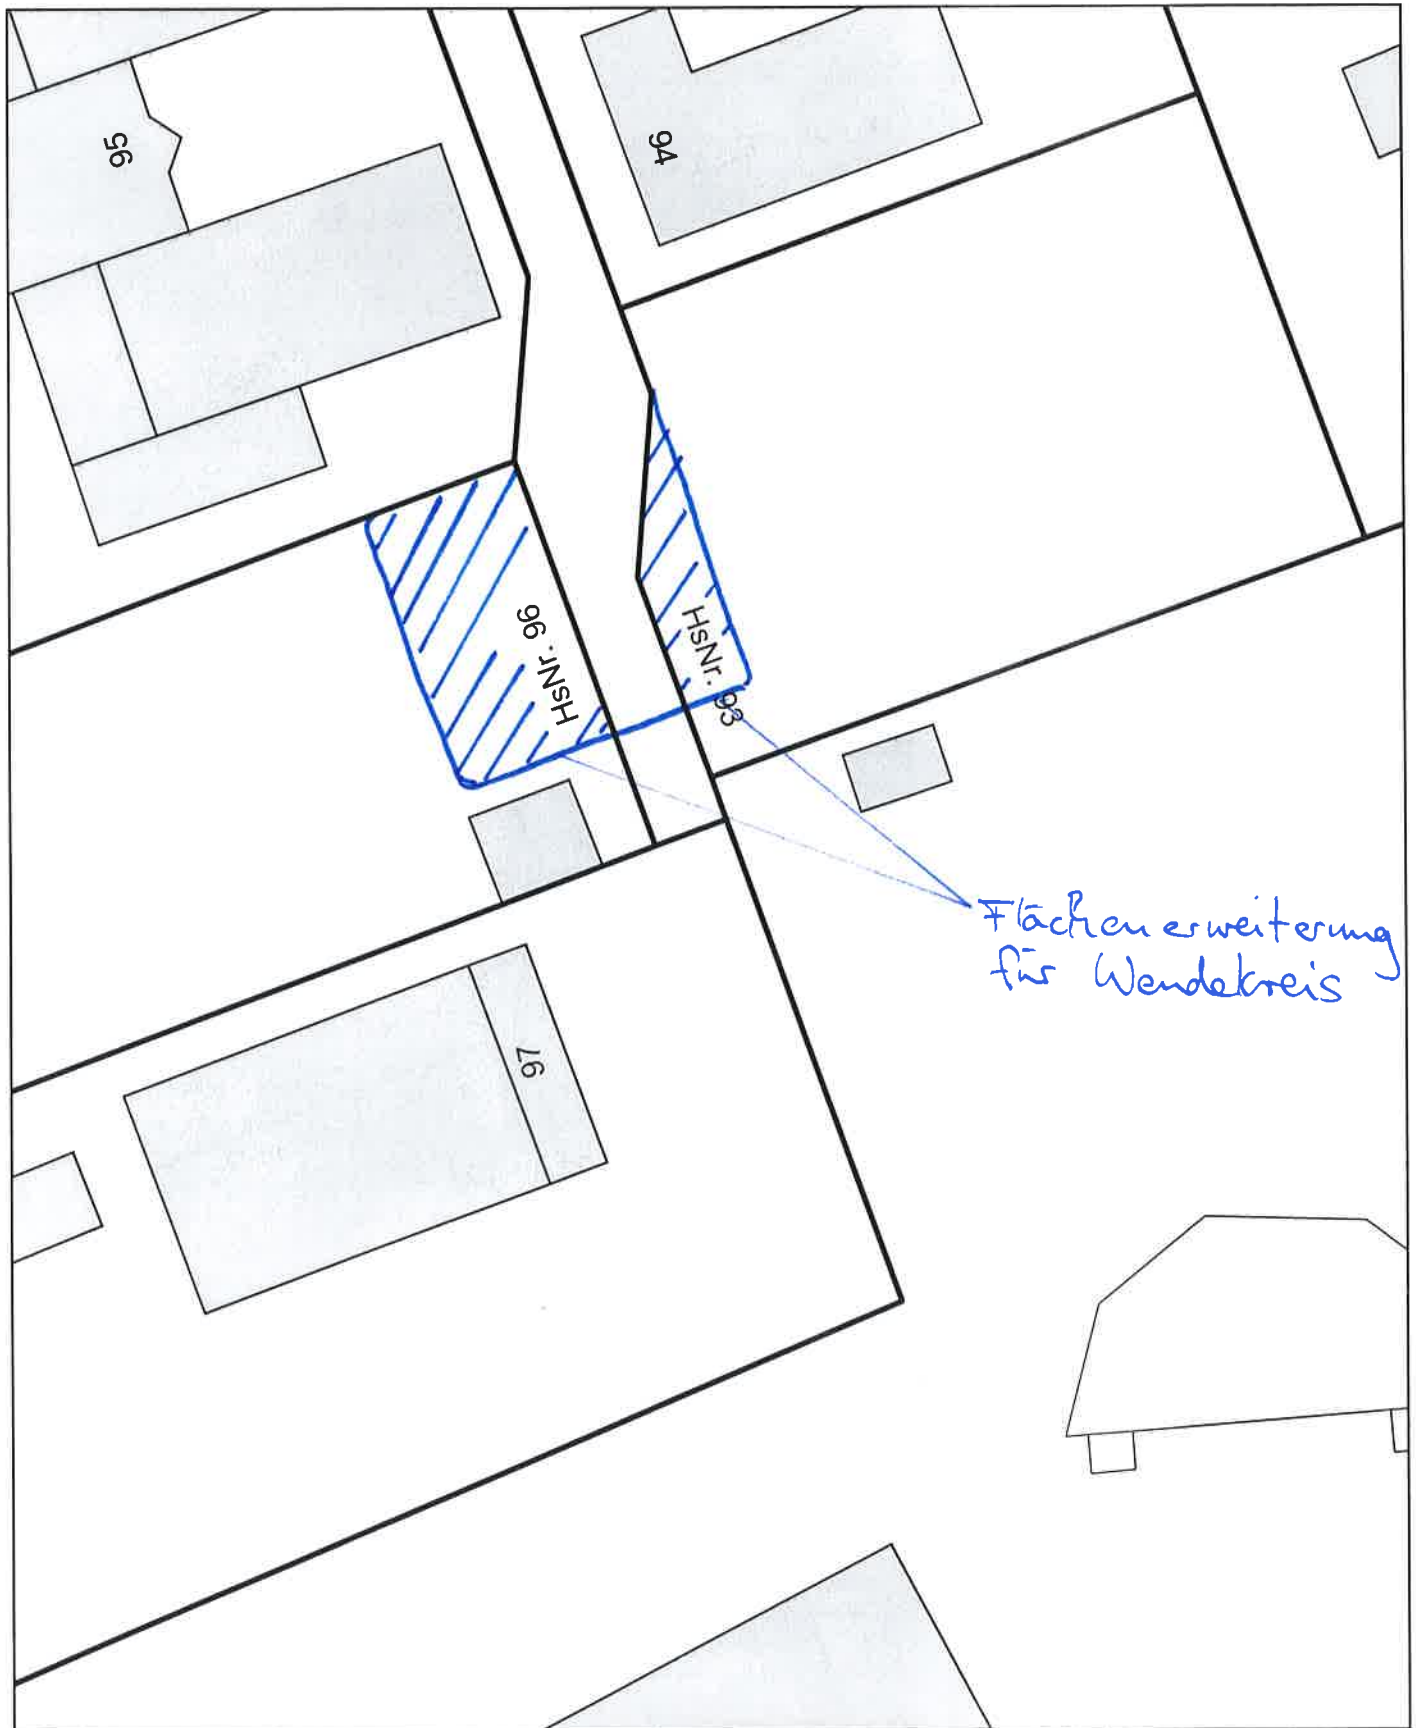 95
94
HsNr. 96
HsNr. 93
Flächenerweiterung
für Wendekreis
97